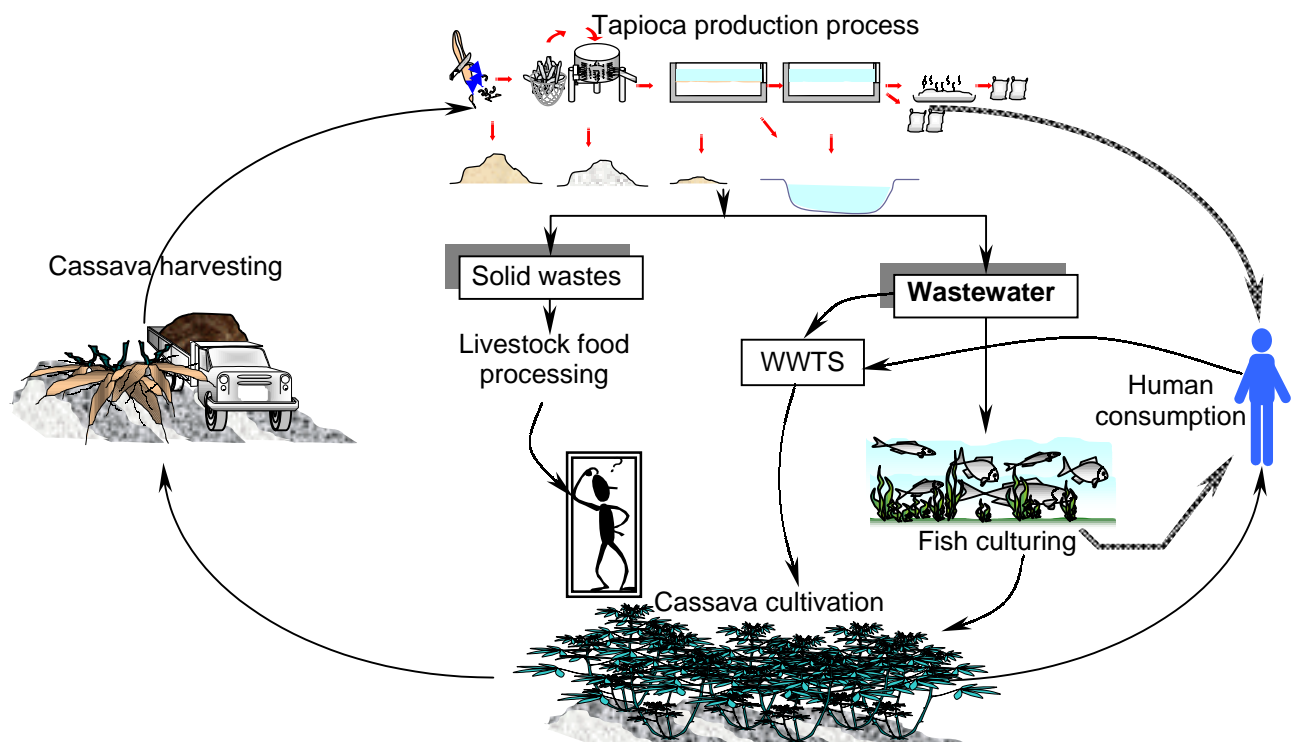 Tapioca production process
Cassava harvesting
Solid wastes
Wastewater
Livestock food
processing
WWTS
Human
consumption
Fish culturing
Cassava cultivation